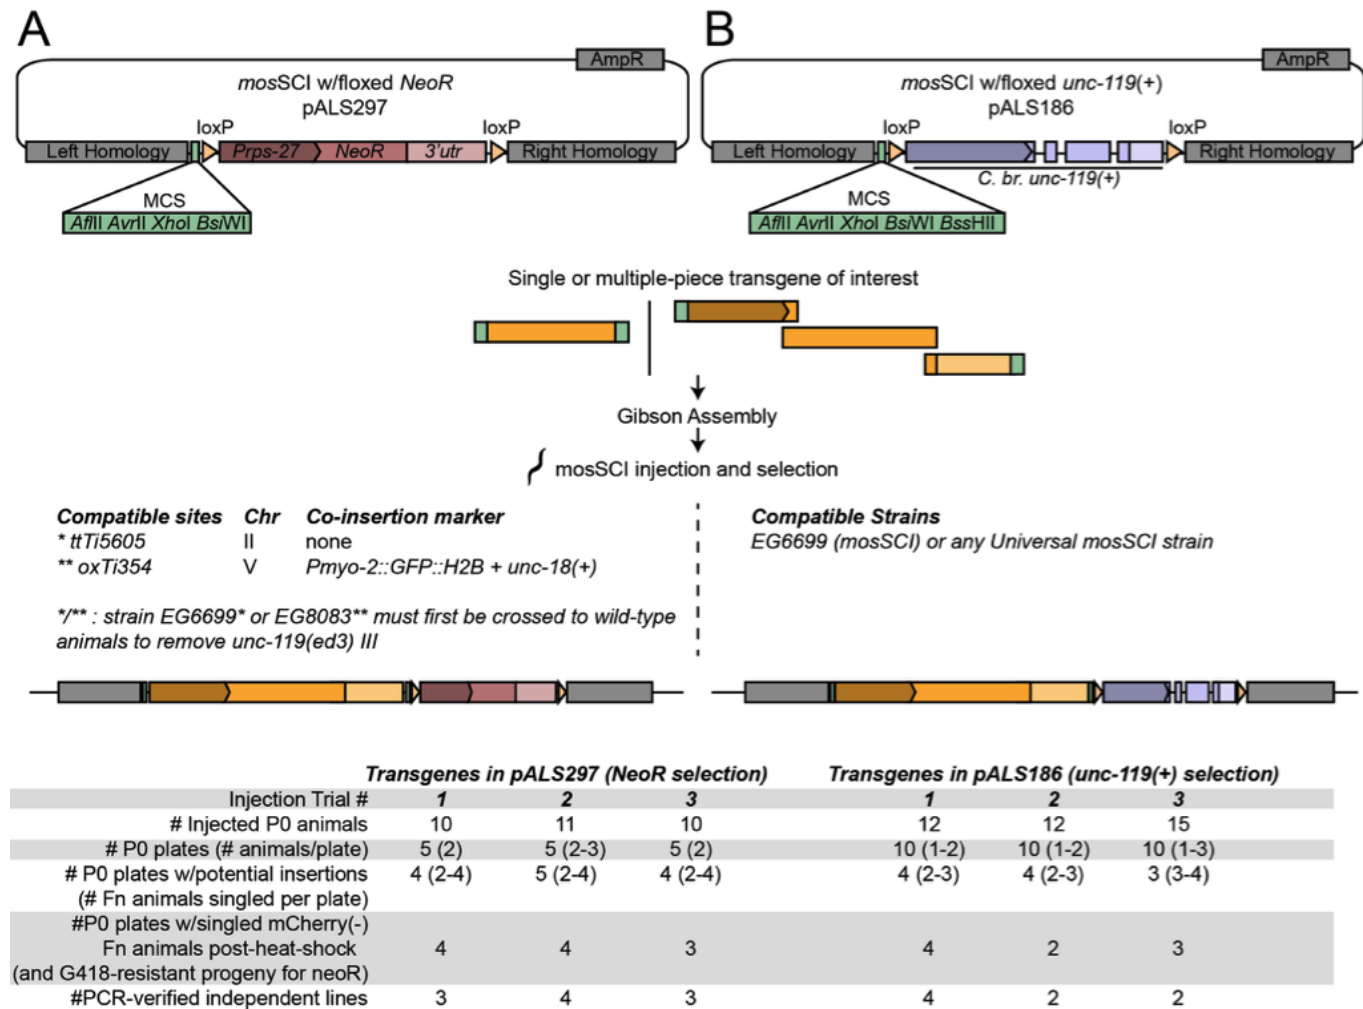 A
AmpR
mosSCI w/floxed NeoR
pALS297
loxP
loxP
Left Homology
Prps-27
NeoR
3'utr
Right Homology
MCS
AflII AvrII XhoI BsiWI
B
AmpR
mosSCI w/floxed unc-119(+)
pALS186
loxP
loxP
Left Homology
Right Homology
C. br. unc-119(+)
MCS
AflII AvrII XhoI BsiWI BssHII
Single or multiple-piece transgene of interest
Gibson Assembly
mosSCI injection and selection
Compatible sites Chr Co-insertion marker
* ttTi5605 II none
** oxTi354 V Pmyo-2::GFP::H2B + unc-18(+)
*/** : strain EG6699* or EG8083** must first be crossed to wild-type
animals to remove unc-119(ed3) III
Compatible Strains
EG6699 (mosSCI) or any Universal mosSCI strain
Transgenes in pALS297 (NeoR selection) Transgenes in pALS186 (unc-119(+) selection)
Injection Trial # 1 2 3 1 2 3
# Injected P0 animals 10 11 10 12 12 15
# P0 plates (# animals/plate) 5 (2) 5 (2-3) 5 (2) 10 (1-2) 10 (1-2) 10 (1-3)
# P0 plates w/potential insertions 4 (2-4) 5 (2-4) 4 (2-4) 4 (2-3) 4 (2-3) 3 (3-4)
(# Fn animals singled per plate)
#P0 plates w/singled mCherry(-)
Fn animals post-heat-shock 4 4 3 4 2 3
(and G418-resistant progeny for neoR)
#PCR-verified independent lines 3 4 3 4 2 2